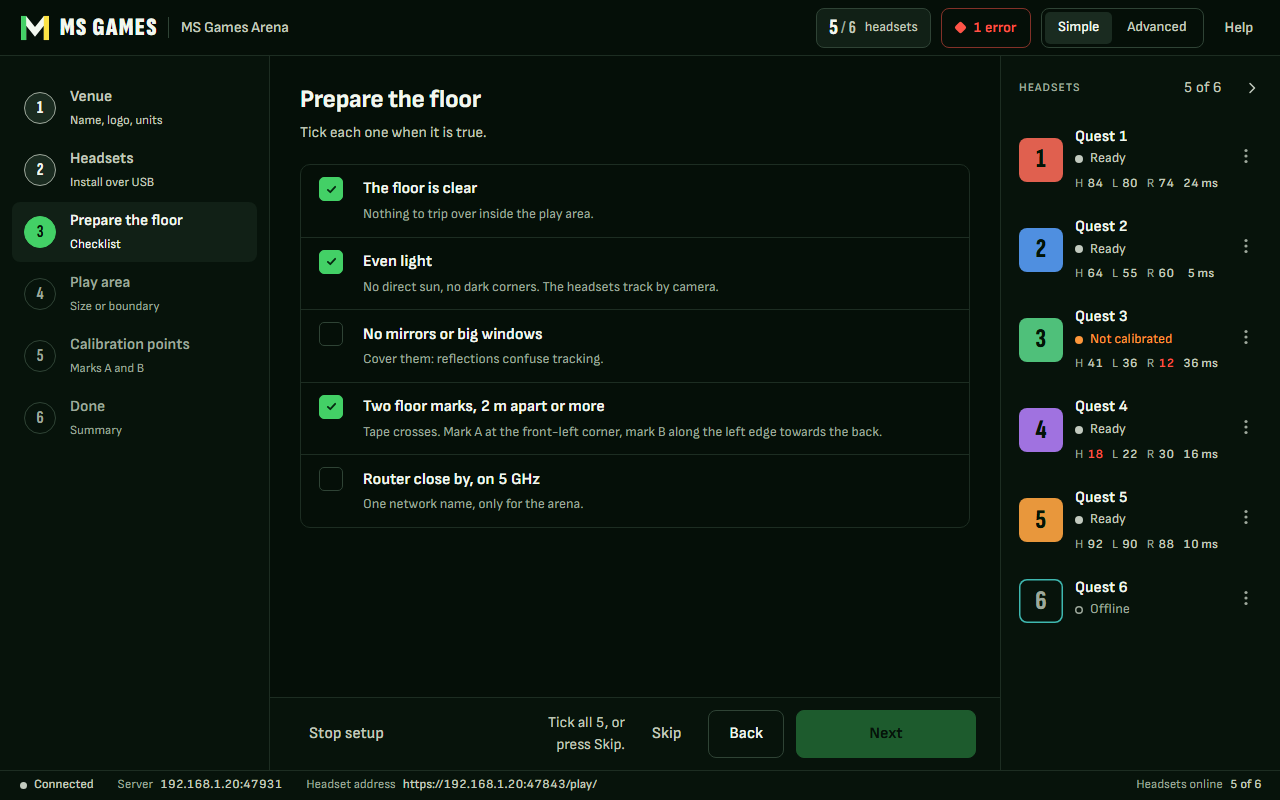 MS GAMES
MS Games Arena
5 / 6 headsets
1 error
Simple
Advanced
Help
1
Venue
Name, logo, units
2
Headsets
Install over USB
3
Prepare the floor
Checklist
4
Play area
Size or boundary
5
Calibration points
Marks A and B
6
Done
Summary
Prepare the floor
Tick each one when it is true.
The floor is clear
Nothing to trip over inside the play area.
Even light
No direct sun, no dark corners. The headsets track by camera.
No mirrors or big windows
Cover them: reflections confuse tracking.
Two floor marks, 2 m apart or more
Tape crosses. Mark A at the front-left corner, mark B along the left edge towards the back.
Router close by, on 5 GHz
One network name, only for the arena.
Stop setup
Tick all 5, or
press Skip.
Skip
Back
Next
HEADSETS
5 of 6
1
Quest 1
Ready
H 84 L 80 R 74 24 ms
2
Quest 2
Ready
H 64 L 55 R 60 5 ms
3
Quest 3
Not calibrated
H 41 L 36 R 12 36 ms
4
Quest 4
Ready
H 18 L 22 R 30 16 ms
5
Quest 5
Ready
H 92 L 90 R 88 10 ms
6
Quest 6
Offline
Connected
Server 192.168.1.20:47931
Headset address https://192.168.1.20:47843/play/
Headsets online 5 of 6